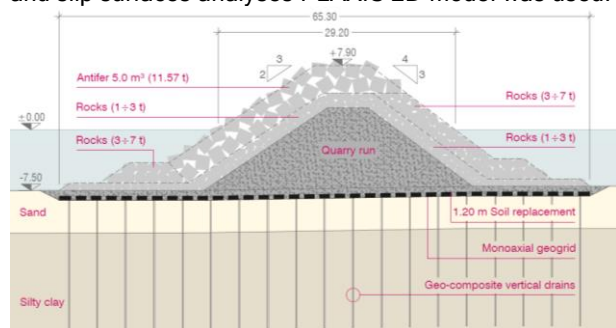 and slip surfaces analyses PLAXIS 2D model was used.
65.30
29.20
+7.90
3
2
4
3
Antifer 5.0 m³ (11.57 t)
Rocks (1÷3 t)
Rocks (3÷7 t)
±0.00
Rocks (3÷7 t)
Rocks (1÷3 t)
Quarry run
-7.50
Sand
1.20 m Soil replacement
Monoaxial geogrid
Geo-composite vertical drains
Silty clay